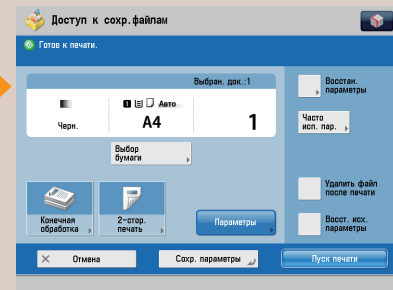 Доступ к сохр.файлам
Готов к печати.
Выбран. док.:1
Авто
Черн.
A4
1
Выбор
бумаги
Восстан.
параметры
Часто
исп. пар.
Удалить файл
после печати
Конечная
обработка
2-стор.
печать
Параметры
Восст. исх.
параметры
Отмена
Сохр. параметры
Пуск печати